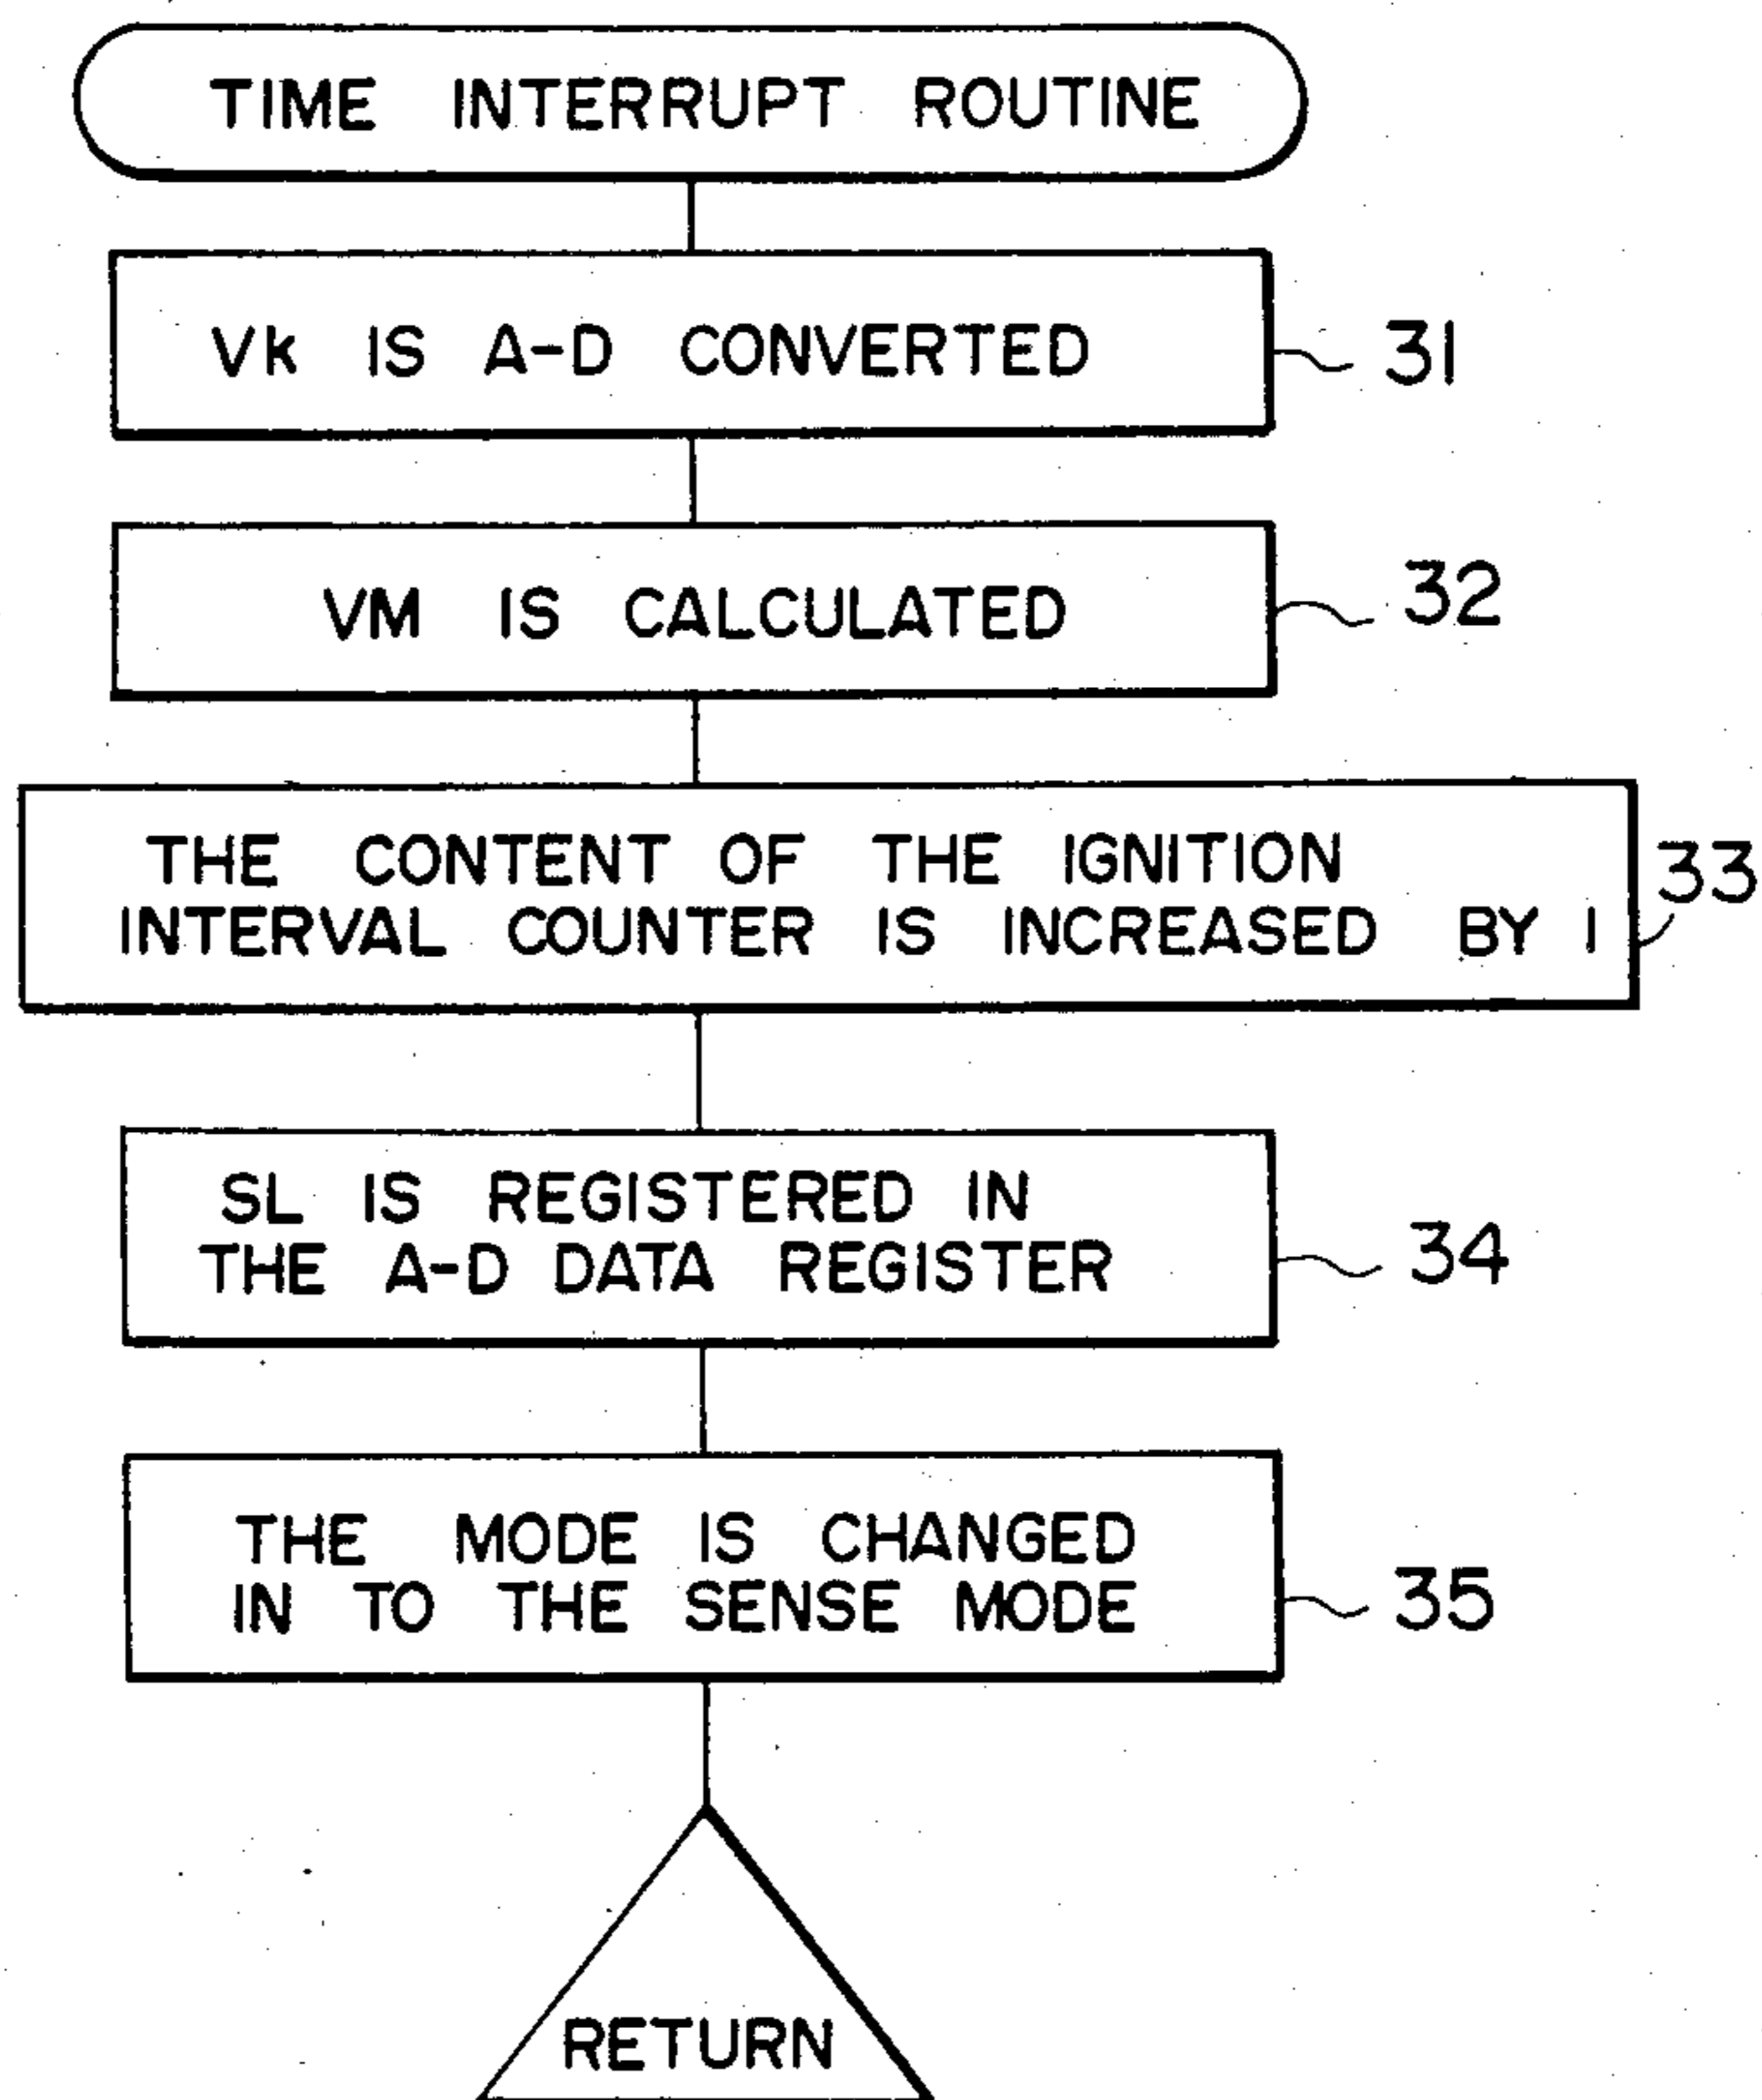 TIME INTERRUPT ROUTINE
Vk IS A-D CONVERTED
31
VM IS CALCULATED
32
THE CONTENT OF THE IGNITION
INTERVAL COUNTER IS INCREASED BY 1
33
SL IS REGISTERED IN
THE A-D DATA REGISTER
34
THE MODE IS CHANGED
IN TO THE SENSE MODE
35
RETURN